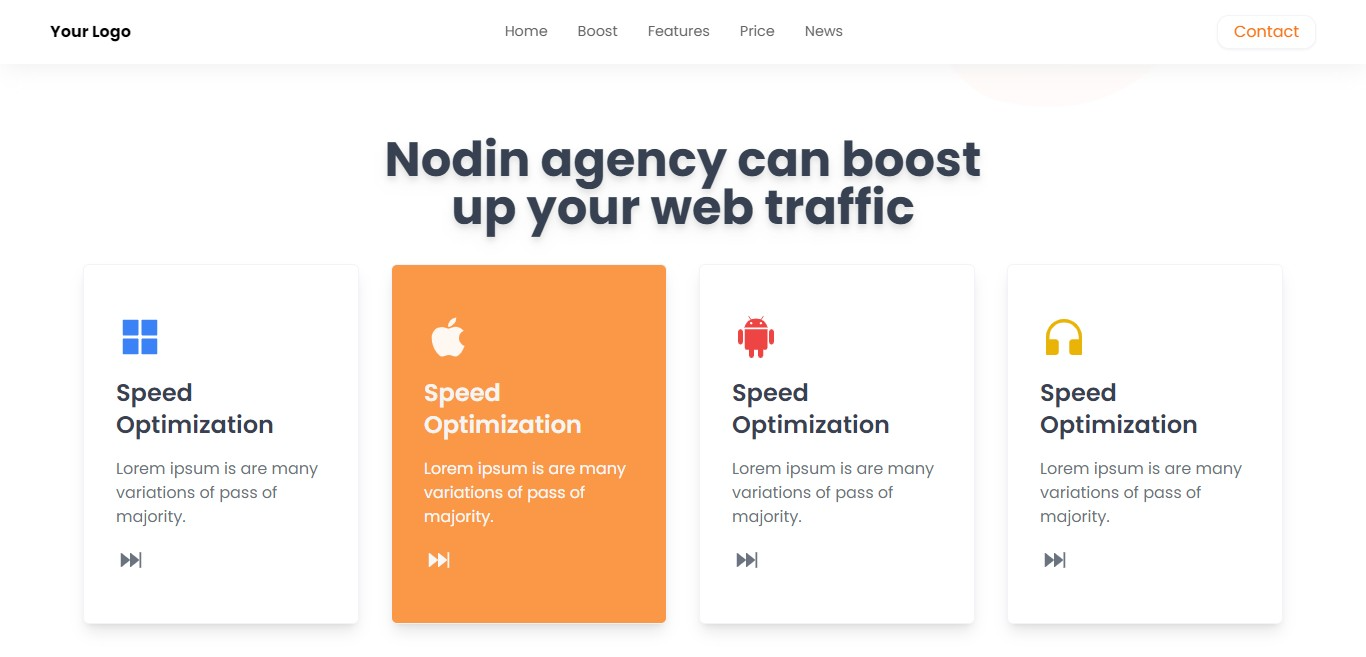 Your Logo
Home Boost Features Price News
Contact
Nodin agency can boost
up your web traffic
Speed
Optimization
Lorem ipsum is are many
variations of pass of
majority.
Speed
Optimization
Lorem ipsum is are many
variations of pass of
majority.
Speed
Optimization
Lorem ipsum is are many
variations of pass of
majority.
Speed
Optimization
Lorem ipsum is are many
variations of pass of
majority.